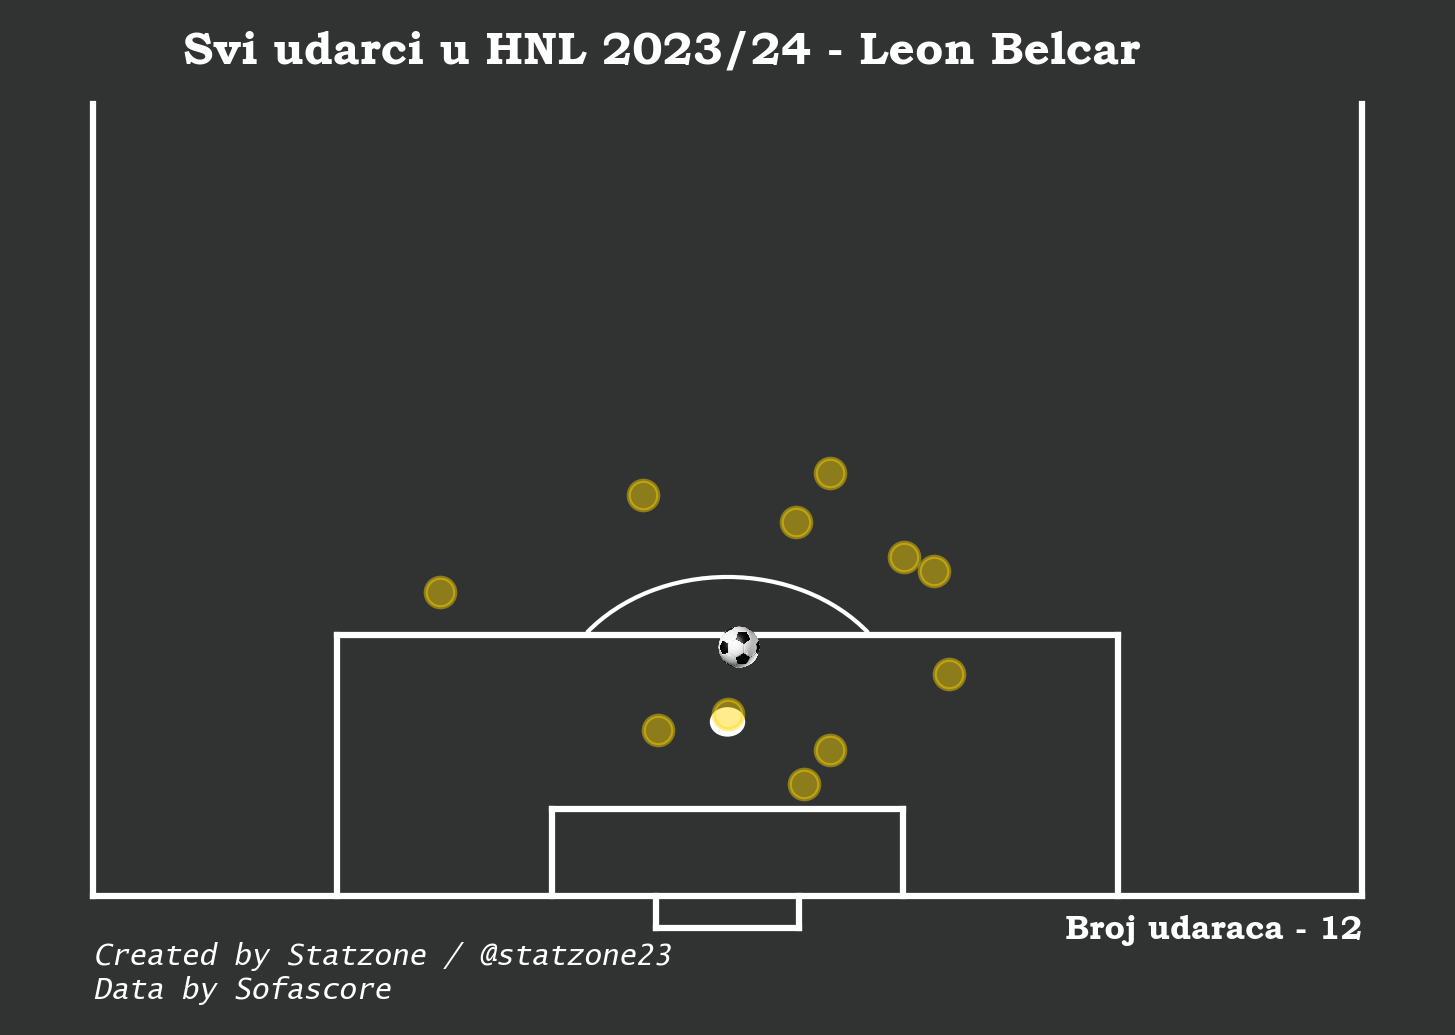 Svi udarci u HNL 2023/24 - Leon Belcar
Broj udaraca - 12
Created by Statzone / @statzone23
Data by Sofascore